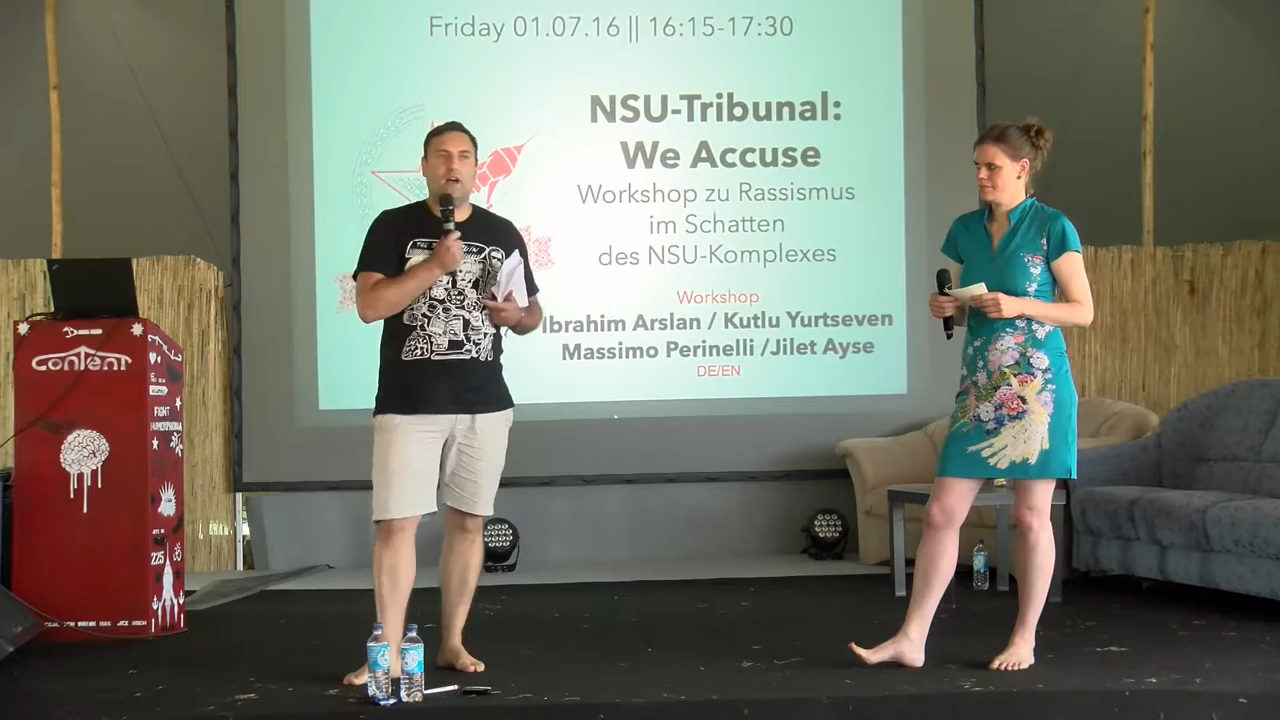 Friday 01.07.16 || 16:15-17:30
NSU-Tribunal:
We Accuse
Workshop zu Rassismus
im Schatten
des NSU-Komplexes
Workshop
Ibrahim Arslan / Kutlu Yurtseven
Massimo Perinelli /Jilet Ayse
DE/EN
content
FIGHT
225